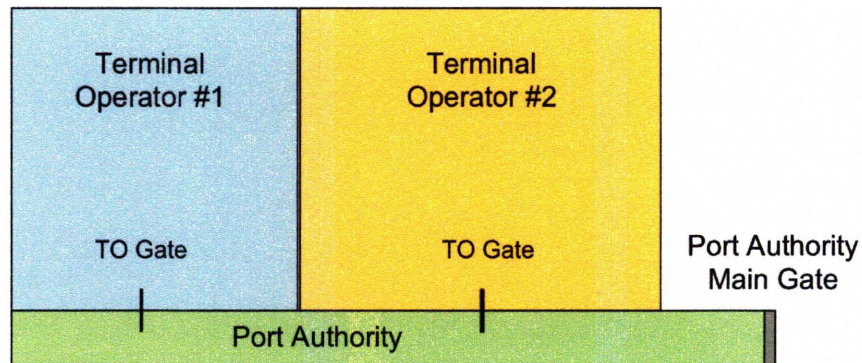 Terminal
Operator #1
Terminal
Operator #2
TO Gate
TO Gate
Port Authority
Main Gate
Port Authority